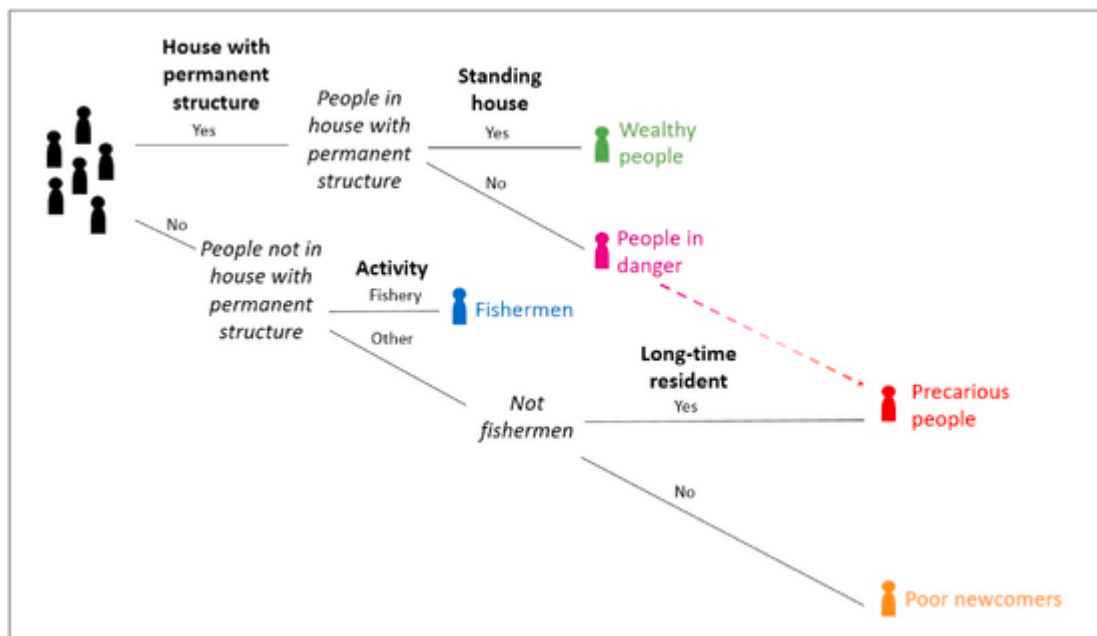 House with
permanent
structure
Yes
People in
house with
permanent
structure
Standing
house
Yes
Wealthy
people
No
People in
danger
No
People not in
house with
permanent
structure
Activity
Fishery
Fishermen
Other
Not
fishermen
Long-time
resident
Yes
Precarious
people
No
Poor newcomers